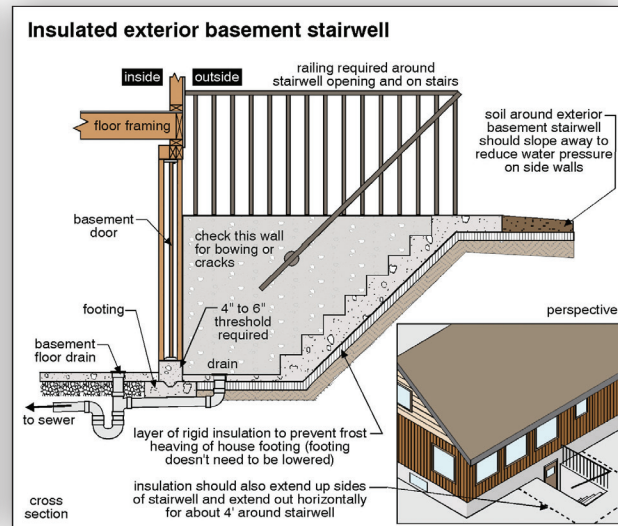 Insulated exterior basement stairwell
inside
outside
railing required around
stairwell opening and on stairs
floor framing
soil around exterior
basement stairwell
should slope away to
reduce water pressure
on side walls
basement
door
check this wall
for bowing or
cracks
footing
4" to 6"
threshold
required
perspective
basement
floor drain
drain
to sewer
layer of rigid insulation to prevent frost
heaving of house footing (footing
doesn't need to be lowered)
insulation should also extend up sides
of stairwell and extend out horizontally
for about 4' around stairwell
cross
section